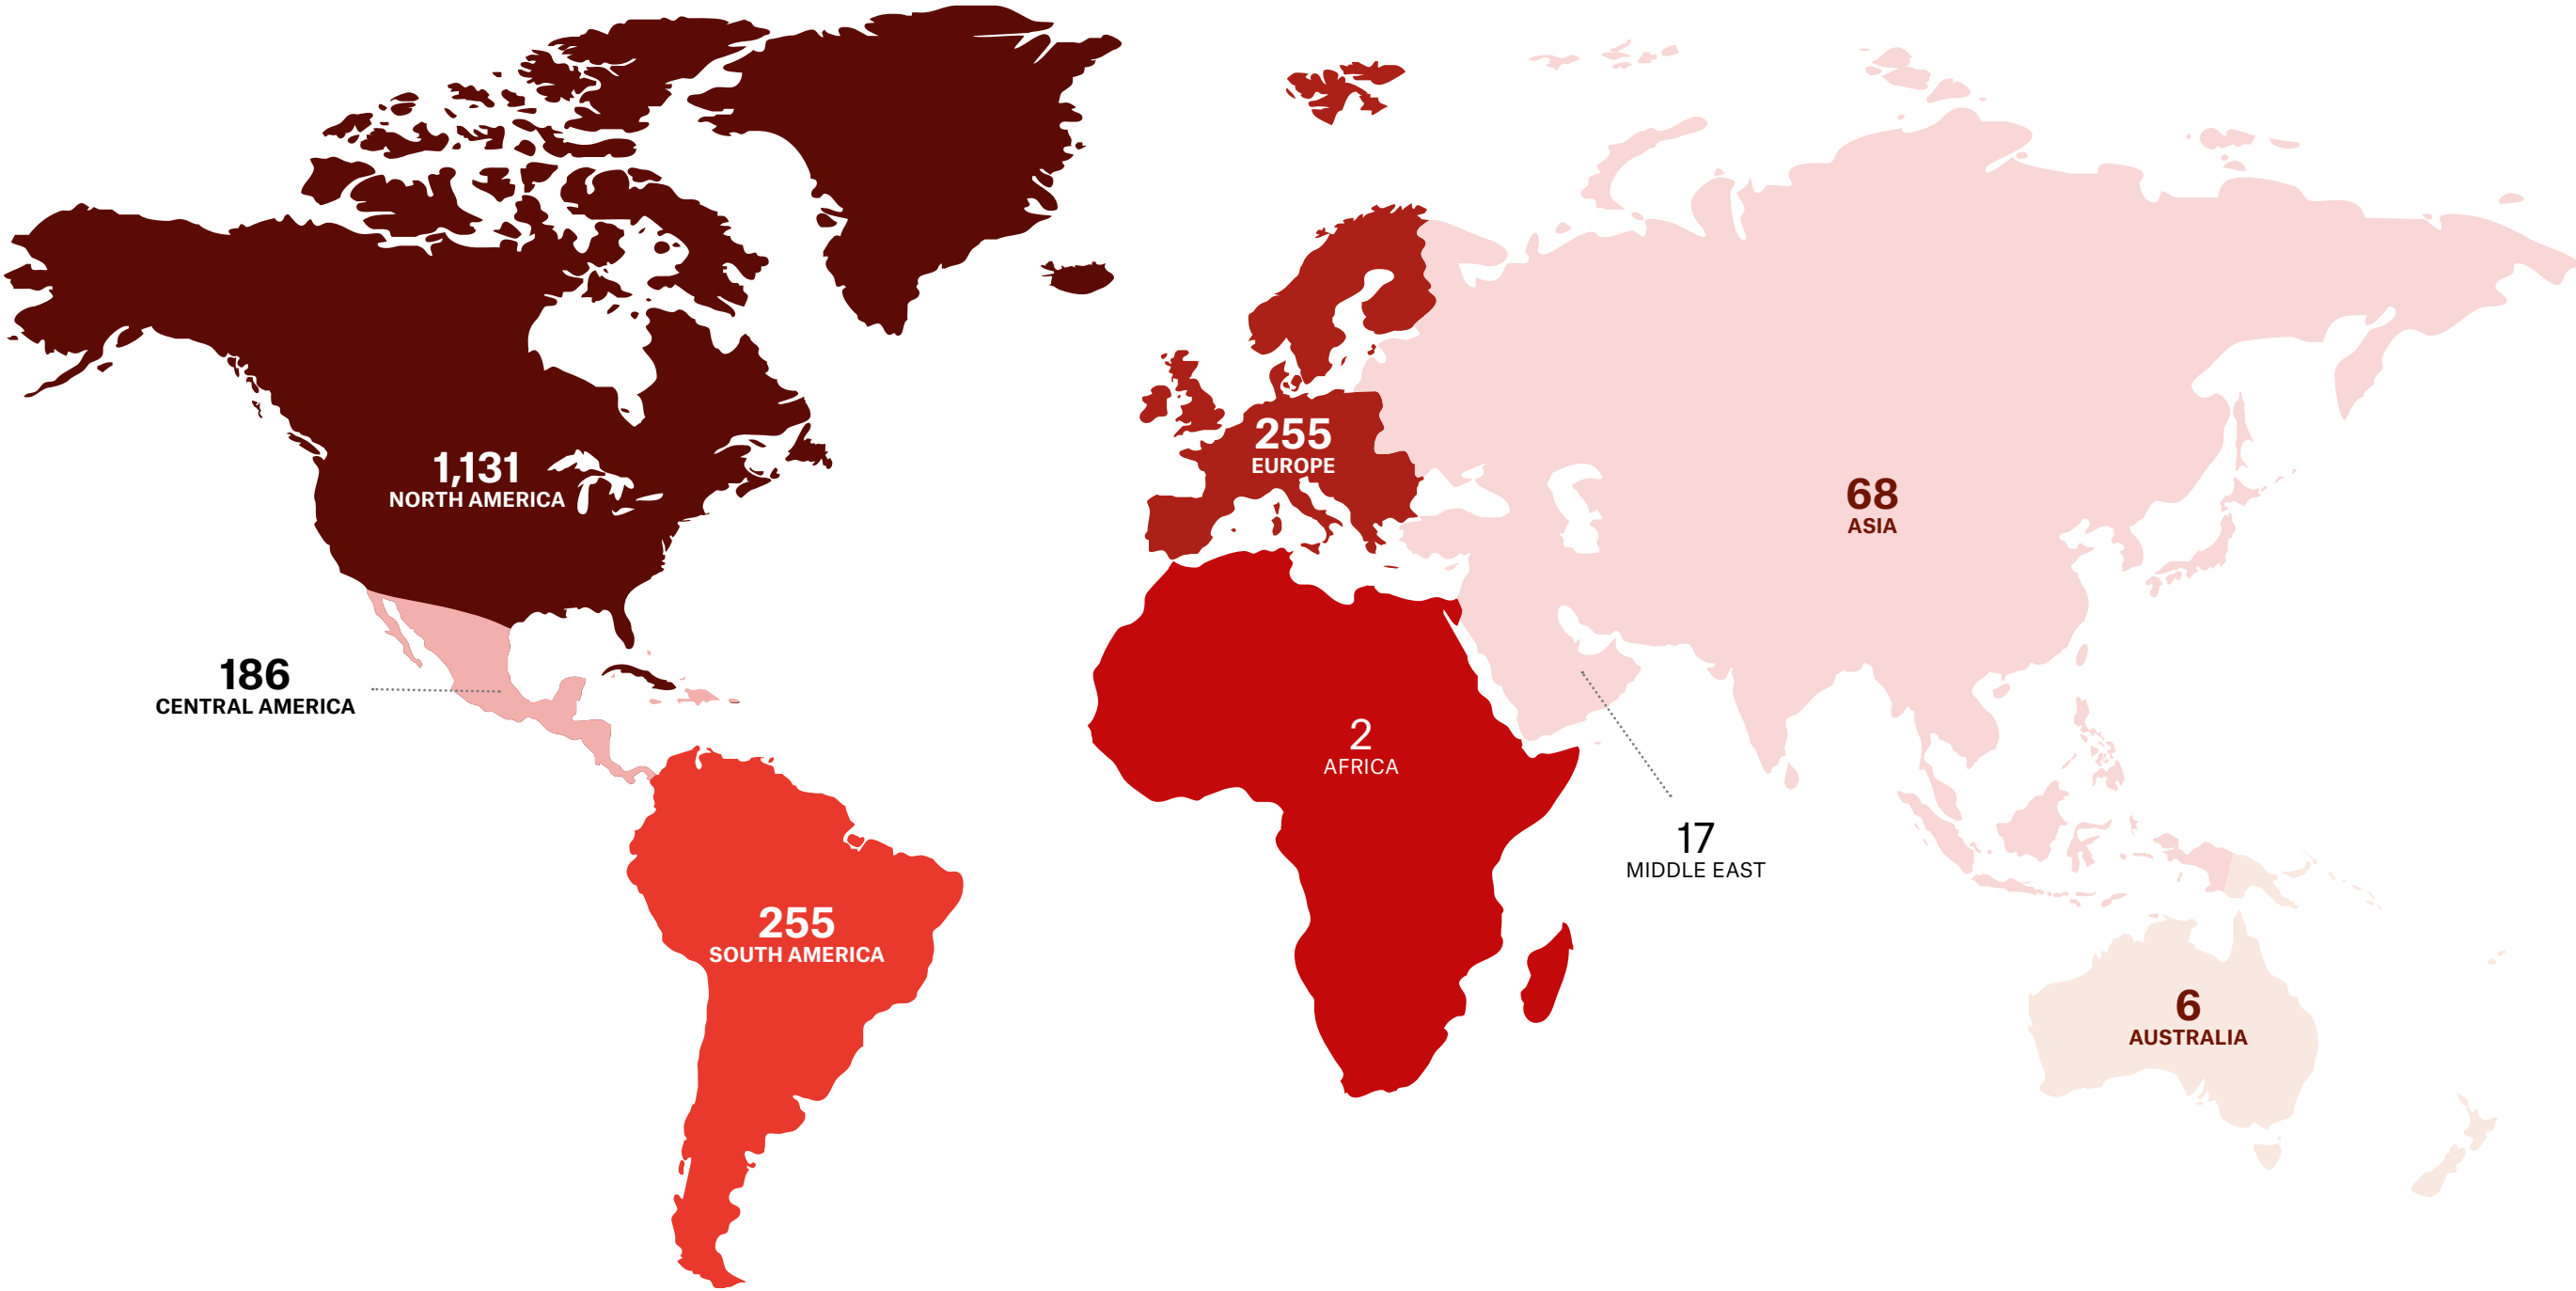 1,131
NORTH AMERICA
255
EUROPE
68
ASIA
186
CENTRAL AMERICA
2
AFRICA
17
MIDDLE EAST
255
SOUTH AMERICA
6
AUSTRALIA